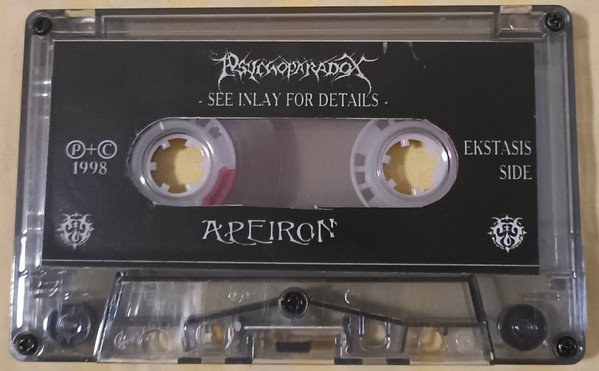 PSYCHOPARADOX
- SEE INLAY FOR DETAILS -
Ⓟ+Ⓒ
1998
EKSTASIS
SIDE
APEIRON